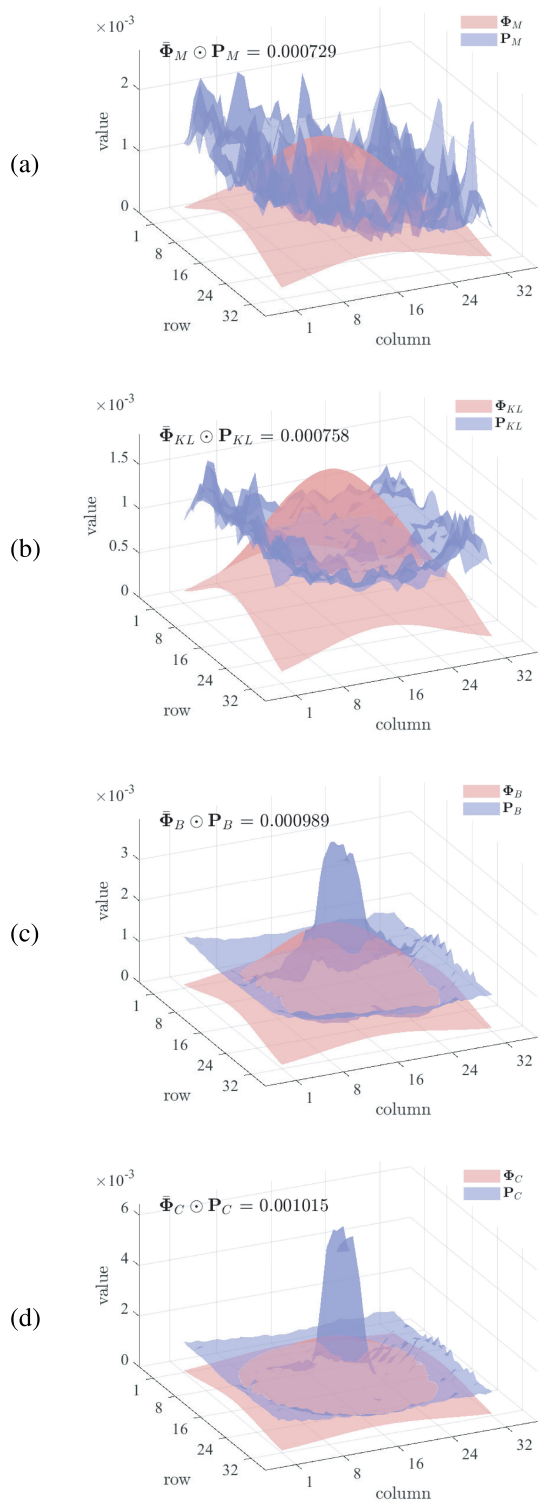 (a)
×10⁻³
Φ̄_M ⊙ P_M = 0.000729
Φ_M
P_M
value
2
1
0
1
8
16
24
32
row
1
8
16
24
32
column
(b)
×10⁻³
Φ̄_KL ⊙ P_KL = 0.000758
Φ_KL
P_KL
value
1.5
1
0.5
0
1
8
16
24
32
row
1
8
16
24
32
column
(c)
×10⁻³
Φ̄_B ⊙ P_B = 0.000989
Φ_B
P_B
value
3
2
1
0
1
8
16
24
32
row
1
8
16
24
32
column
(d)
×10⁻³
Φ̄_C ⊙ P_C = 0.001015
Φ_C
P_C
value
6
4
2
0
1
8
16
24
32
row
1
8
16
24
32
column